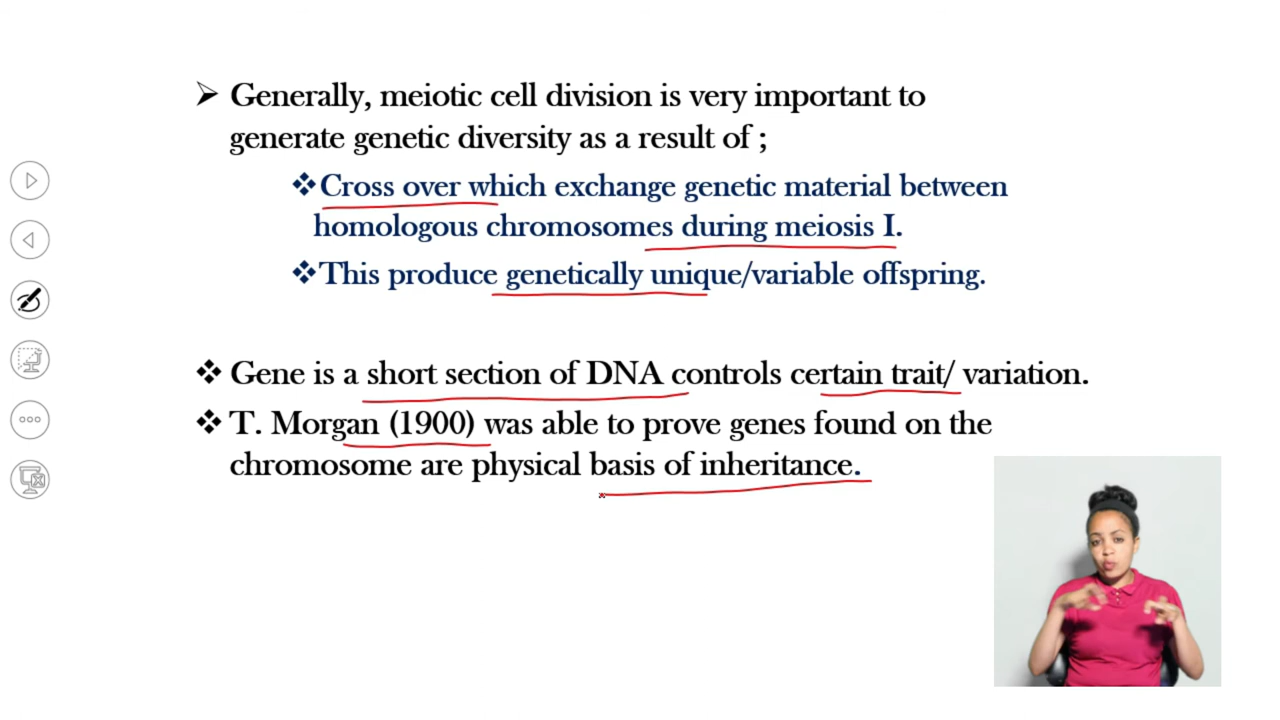 Generally, meiotic cell division is very important to
generate genetic diversity as a result of ;
Cross over which exchange genetic material between
homologous chromosomes during meiosis I.
This produce genetically unique/variable offspring.
Gene is a short section of DNA controls certain trait/ variation.
T. Morgan (1900) was able to prove genes found on the
chromosome are physical basis of inheritance.